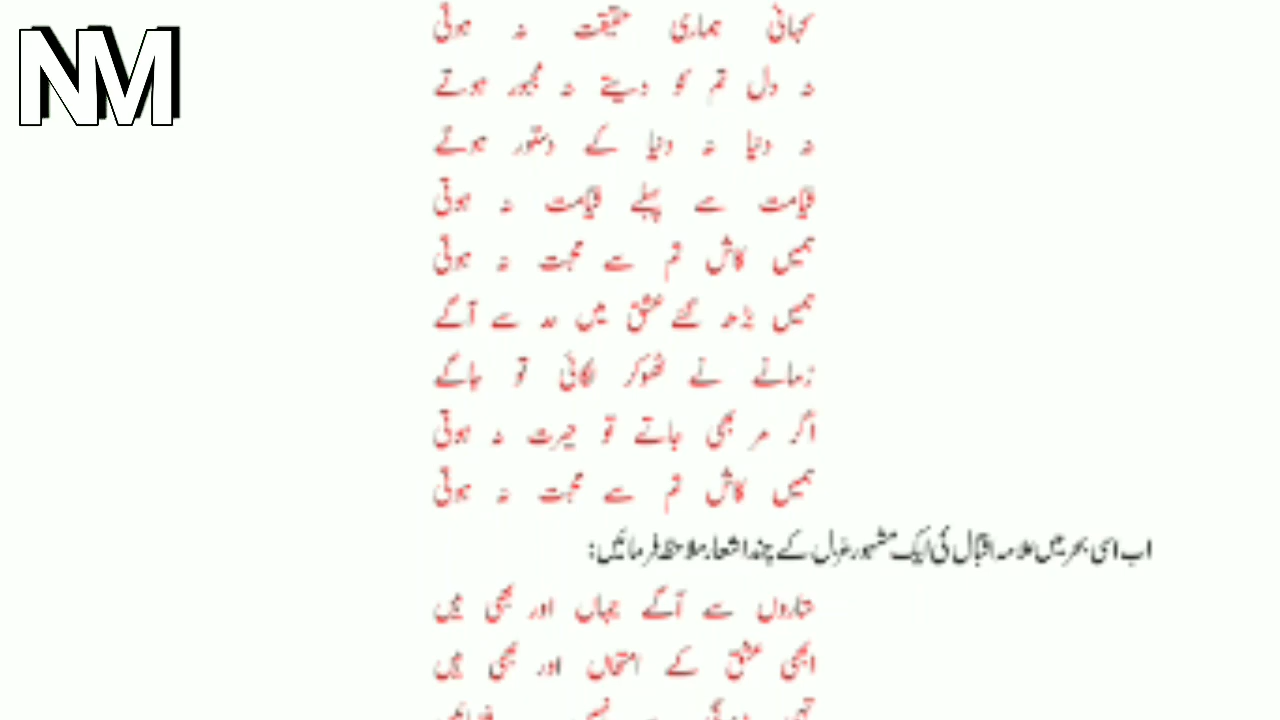 NM
کہانی ہماری حقیقت نہ ہوتی
نہ دل تم کو دیتے نہ مجبور ہوتے
نہ دنیا نہ دنیا کے دستور ہوتے
قیامت سے پہلے قیامت نہ ہوتی
ہمیں کاش تم سے محبت نہ ہوتی
ہمیں بڑھ گئے عشق میں حد سے آگے
زمانے نے ٹھوکر لگائی تو جاگے
اگر مر بھی جاتے تو حیرت نہ ہوتی
ہمیں کاش تم سے محبت نہ ہوتی
اب اسی بحر میں علامہ اقبال کی ایک مشہور غزل کے چند اشعار ملاحظہ فرمائیں:
ستاروں سے آگے جہاں اور بھی ہیں
ابھی عشق کے امتحاں اور بھی ہیں